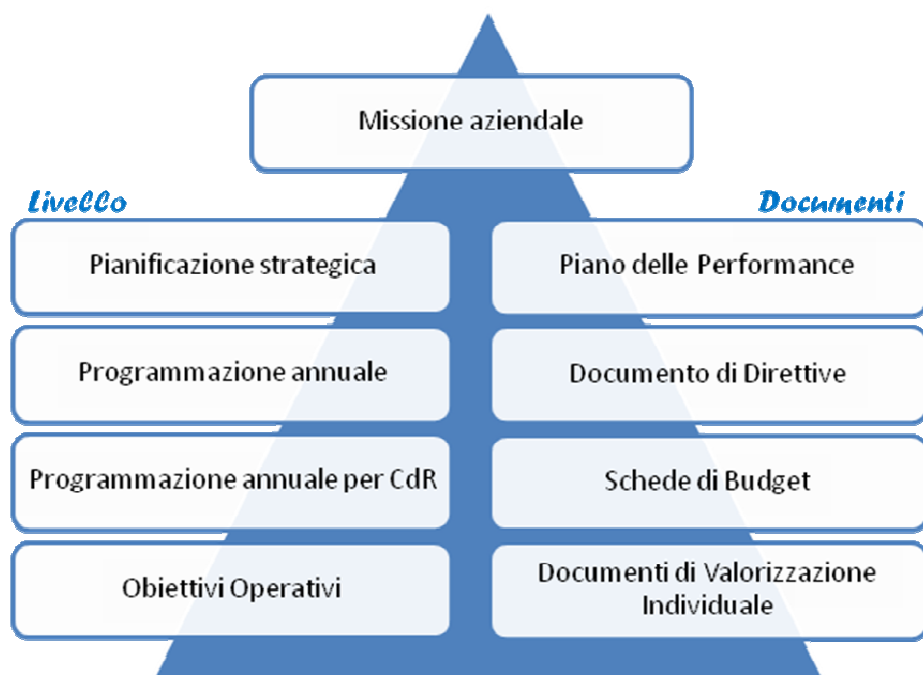 Missione aziendale
Livello
Documenti
Pianificazione strategica
Piano delle Performance
Programmazione annuale
Documento di Direttive
Programmazione annuale per CdR
Schede di Budget
Obiettivi Operativi
Documenti di Valorizzazione
Individuale